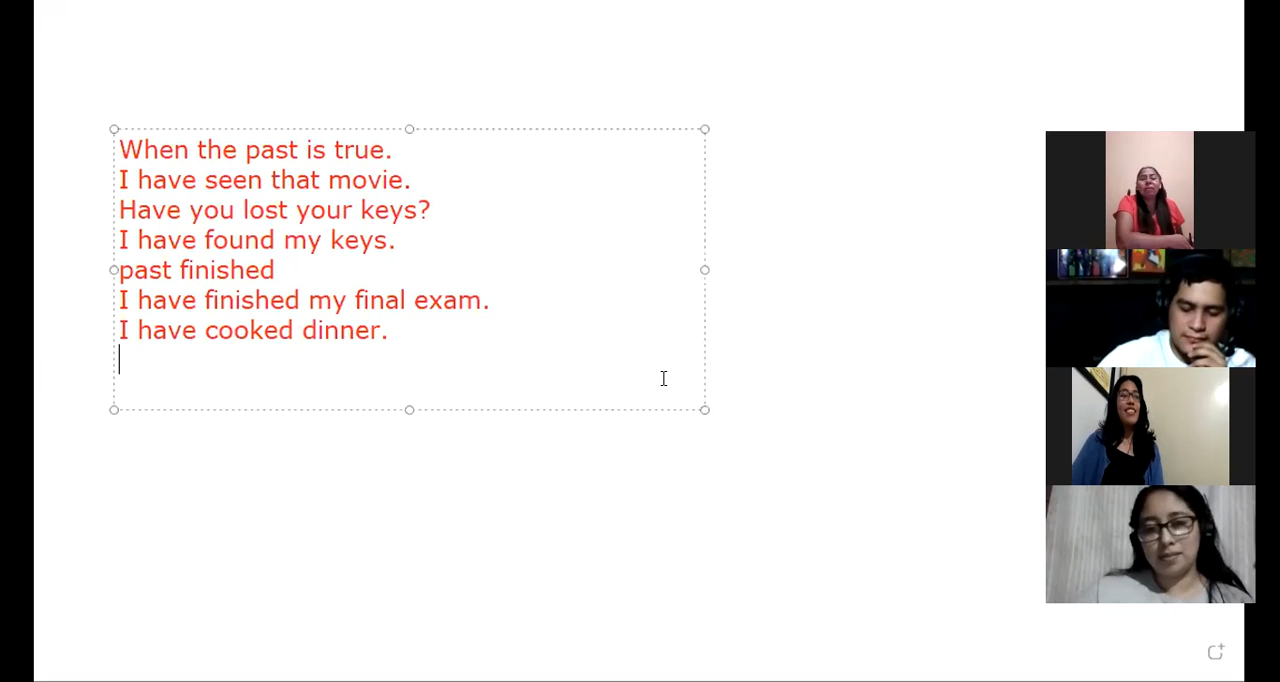 When the past is true.
I have seen that movie.
Have you lost your keys?
I have found my keys.
past finished
I have finished my final exam.
I have cooked dinner.